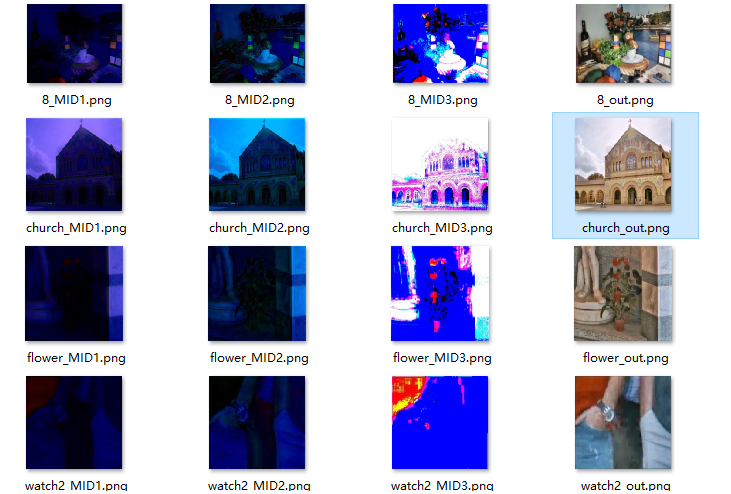 8_MID1.png 8_MID2.png 8_MID3.png 8_out.png
church_MID1.png church_MID2.png church_MID3.png church_out.png
flower_MID1.png flower_MID2.png flower_MID3.png flower_out.png
watch2_MID1.png watch2_MID2.png watch2_MID3.png watch2_out.png